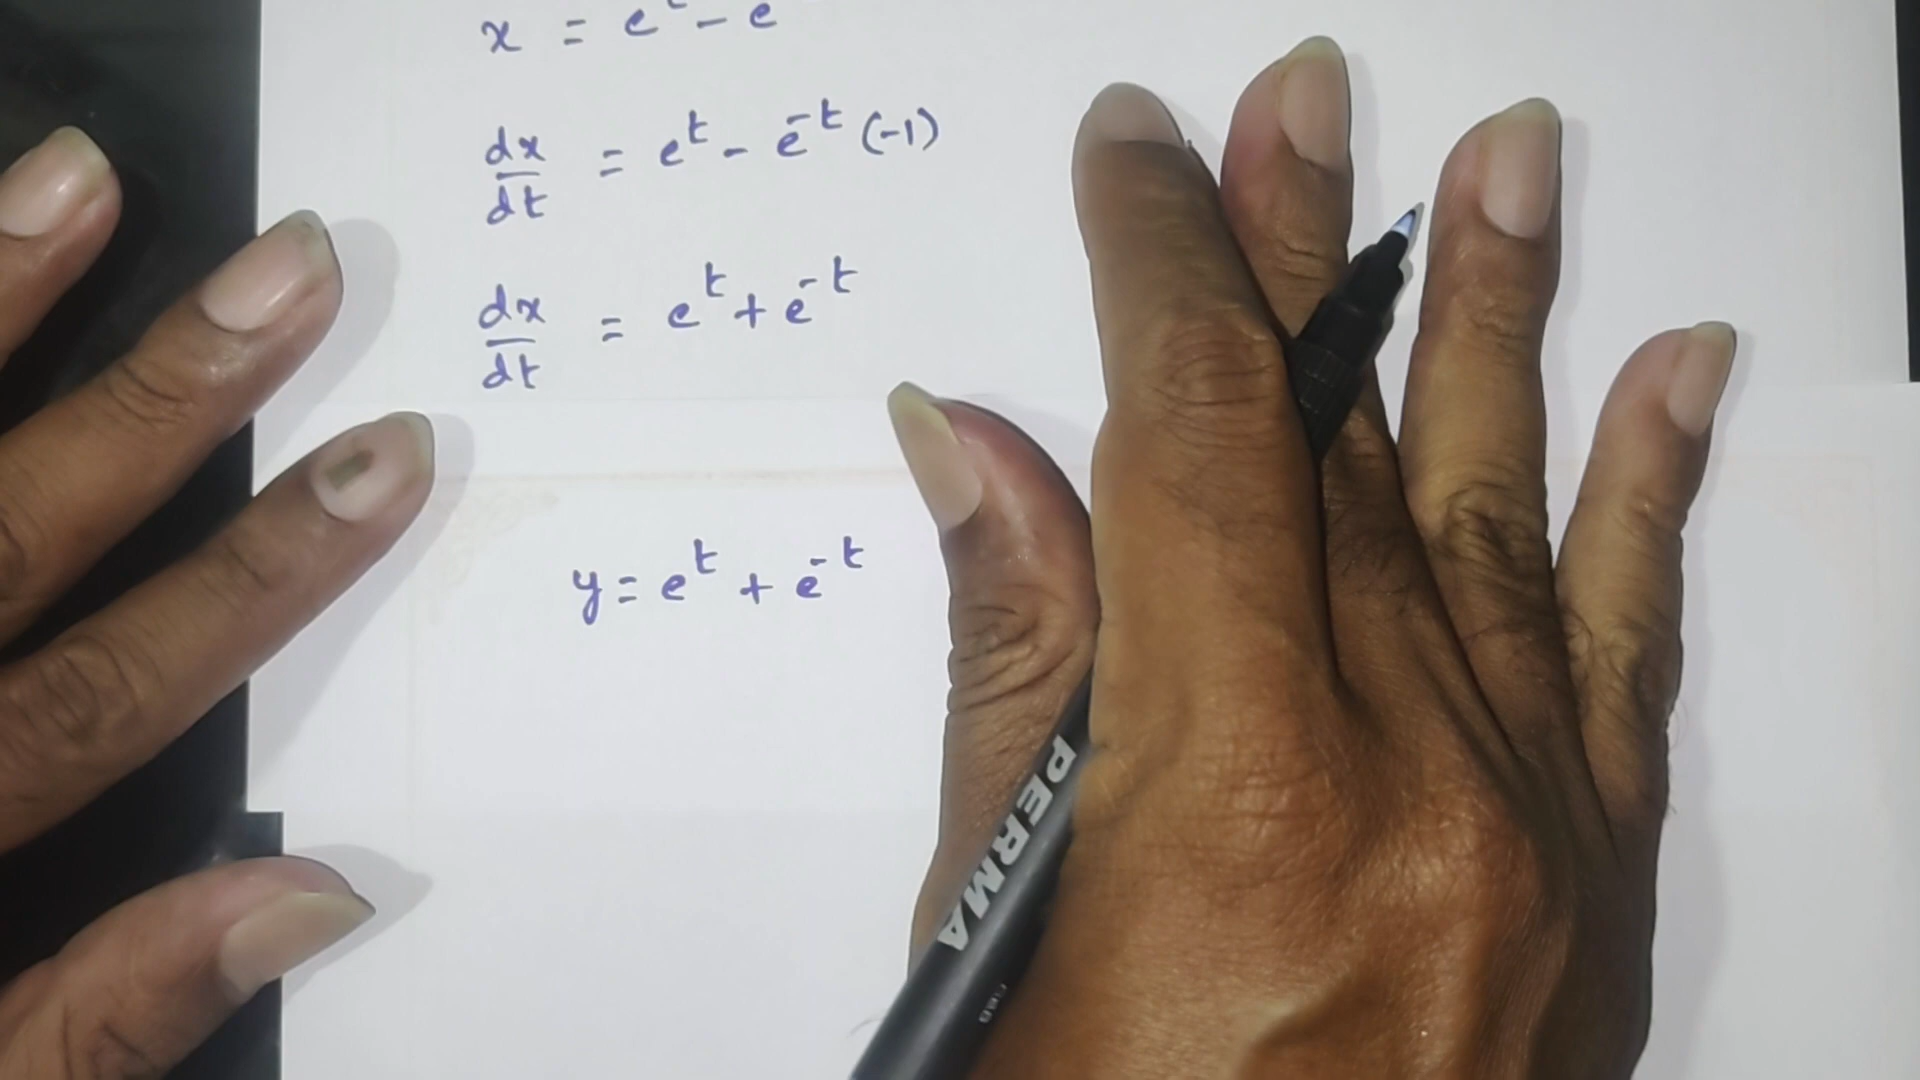 x = e^t - e
dx/dt = e^t - e^-t (-1)
dx/dt = e^t + e^-t
y = e^t + e^-t
PERMA